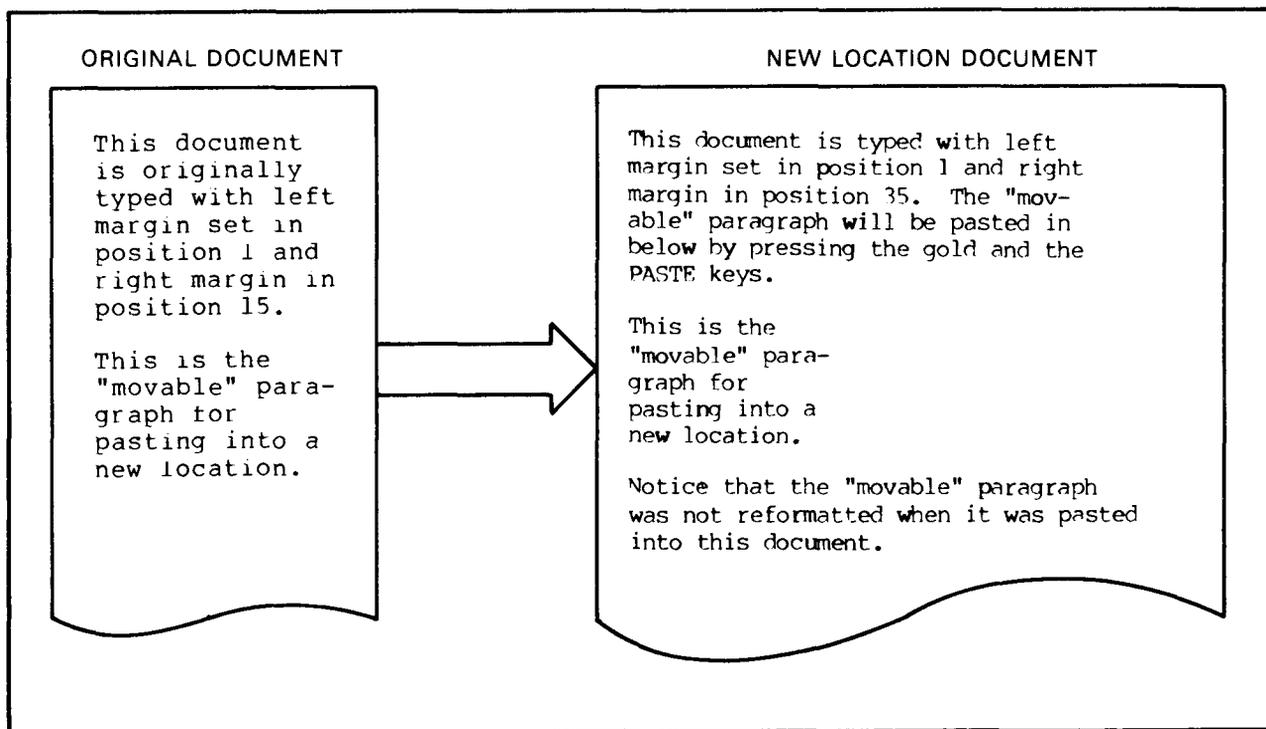 ORIGINAL DOCUMENT
This document
is originally
typed with left
margin set in
position 1 and
right margin in
position 15.
This is the
"movable" para-
graph for
pasting into a
new location.
NEW LOCATION DOCUMENT
This document is typed with left
margin set in position 1 and right
margin in position 35. The "mov-
able" paragraph will be pasted in
below by pressing the gold and the
PASTE keys.
This is the
"movable" para-
graph for
pasting into a
new location.
Notice that the "movable" paragraph
was not reformatted when it was pasted
into this document.